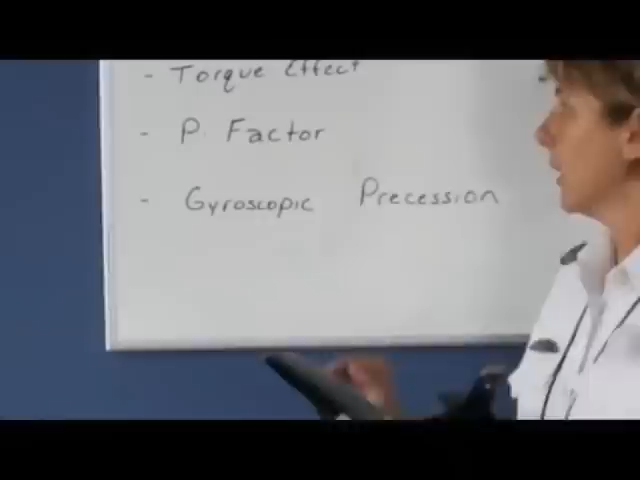 - Torque Effect
- P. Factor
- Gyroscopic Precession